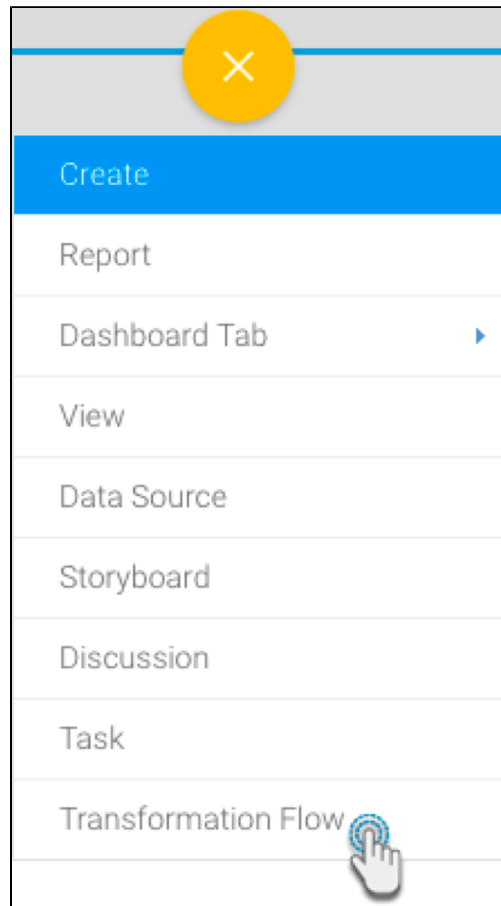 Create
Report
Dashboard Tab
View
Data Source
Storyboard
Discussion
Task
Transformation Flow